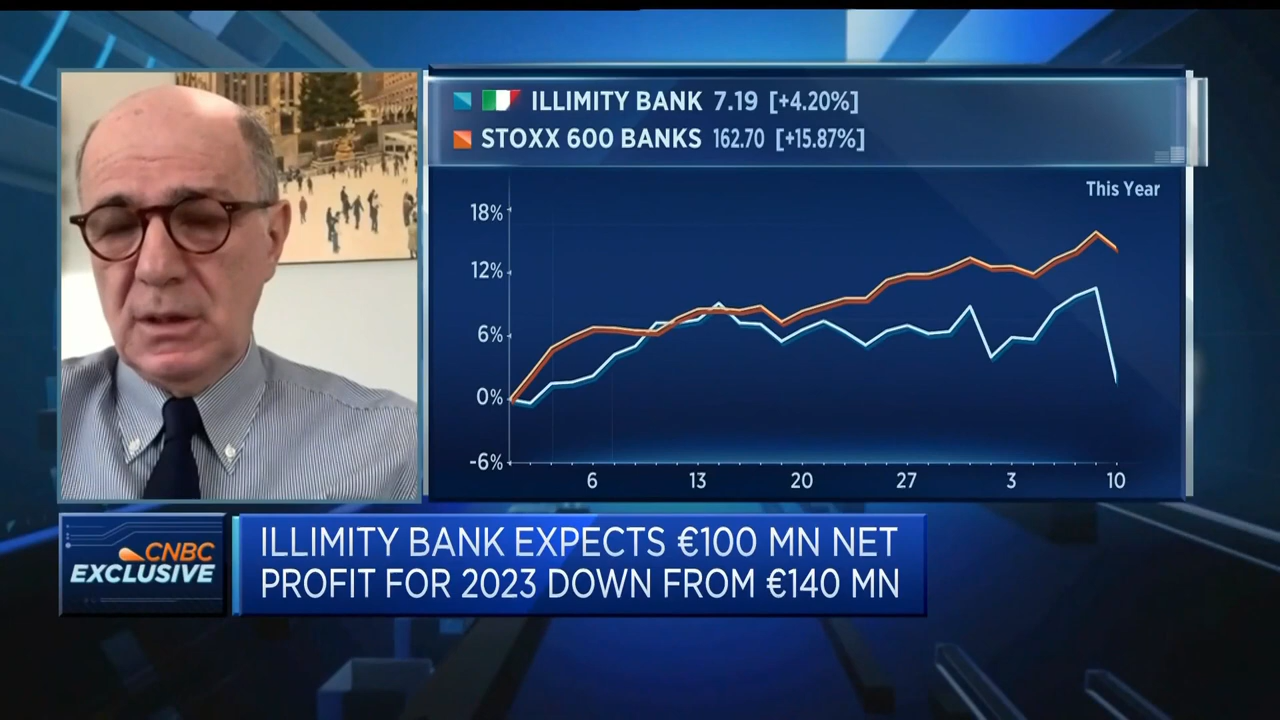 ILLIMITY BANK 7.19 [+4.20%]
STOXX 600 BANKS 162.70 [+15.87%]
This Year
18%
12%
6%
0%
-6%
6 13 20 27 3 10
CNBC
EXCLUSIVE
ILLIMITY BANK EXPECTS €100 MN NET
PROFIT FOR 2023 DOWN FROM €140 MN